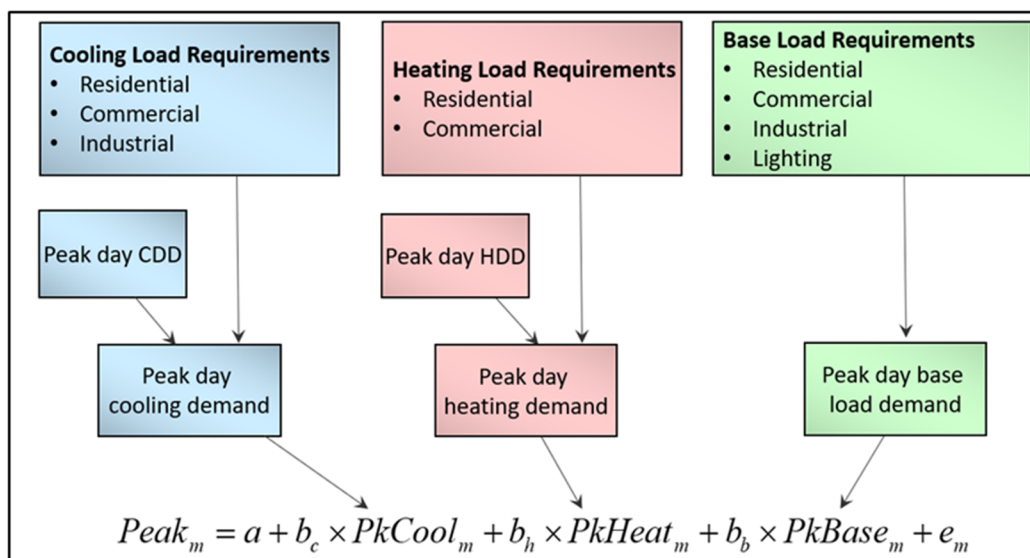 Cooling Load Requirements
• Residential
• Commercial
• Industrial
Heating Load Requirements
• Residential
• Commercial
Base Load Requirements
• Residential
• Commercial
• Industrial
• Lighting
Peak day CDD
Peak day HDD
Peak day
cooling demand
Peak day
heating demand
Peak day base
load demand
Peak_m = a + b_c × PkCool_m + b_h × PkHeat_m + b_b × PkBase_m + e_m